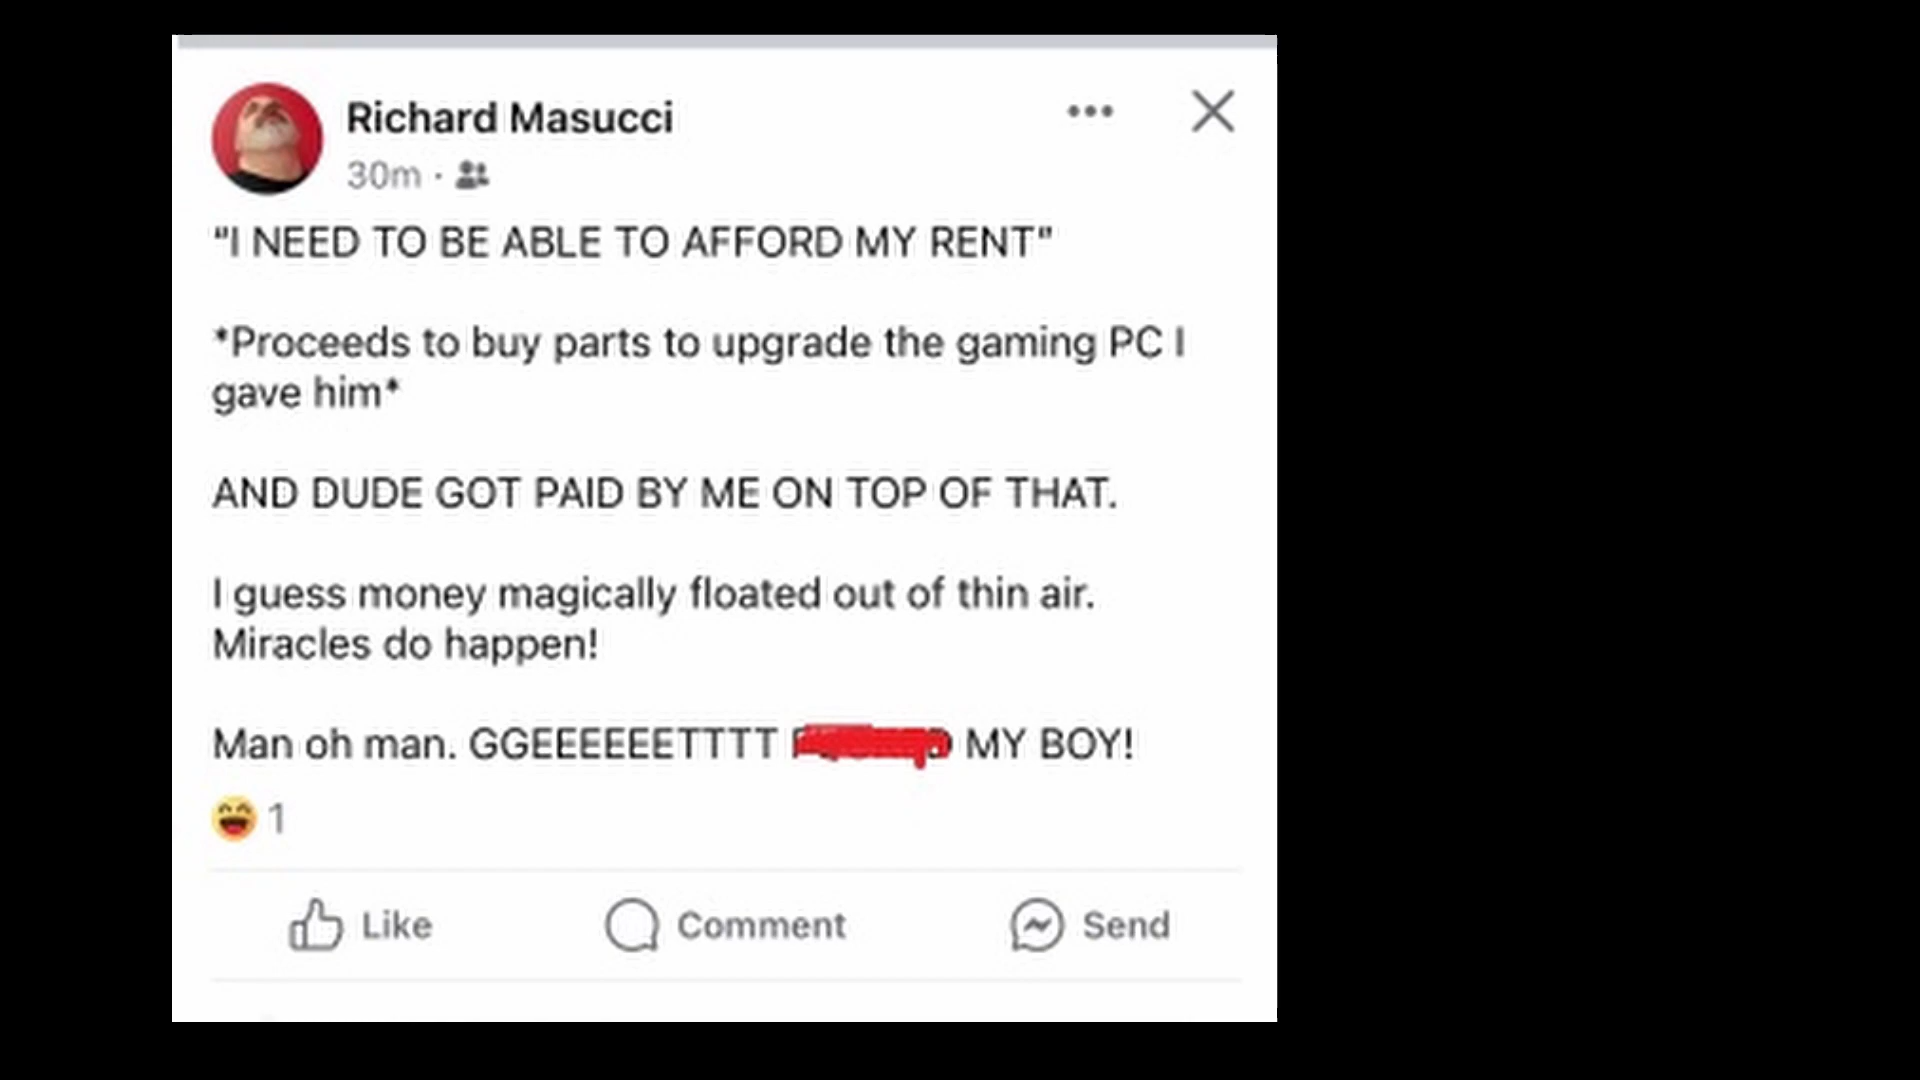 Richard Masucci
30m ·
"I NEED TO BE ABLE TO AFFORD MY RENT"
*Proceeds to buy parts to upgrade the gaming PC I
gave him*
AND DUDE GOT PAID BY ME ON TOP OF THAT.
I guess money magically floated out of thin air.
Miracles do happen!
Man oh man. GGEEEEEETTTT MY BOY!
1
Like Comment Send